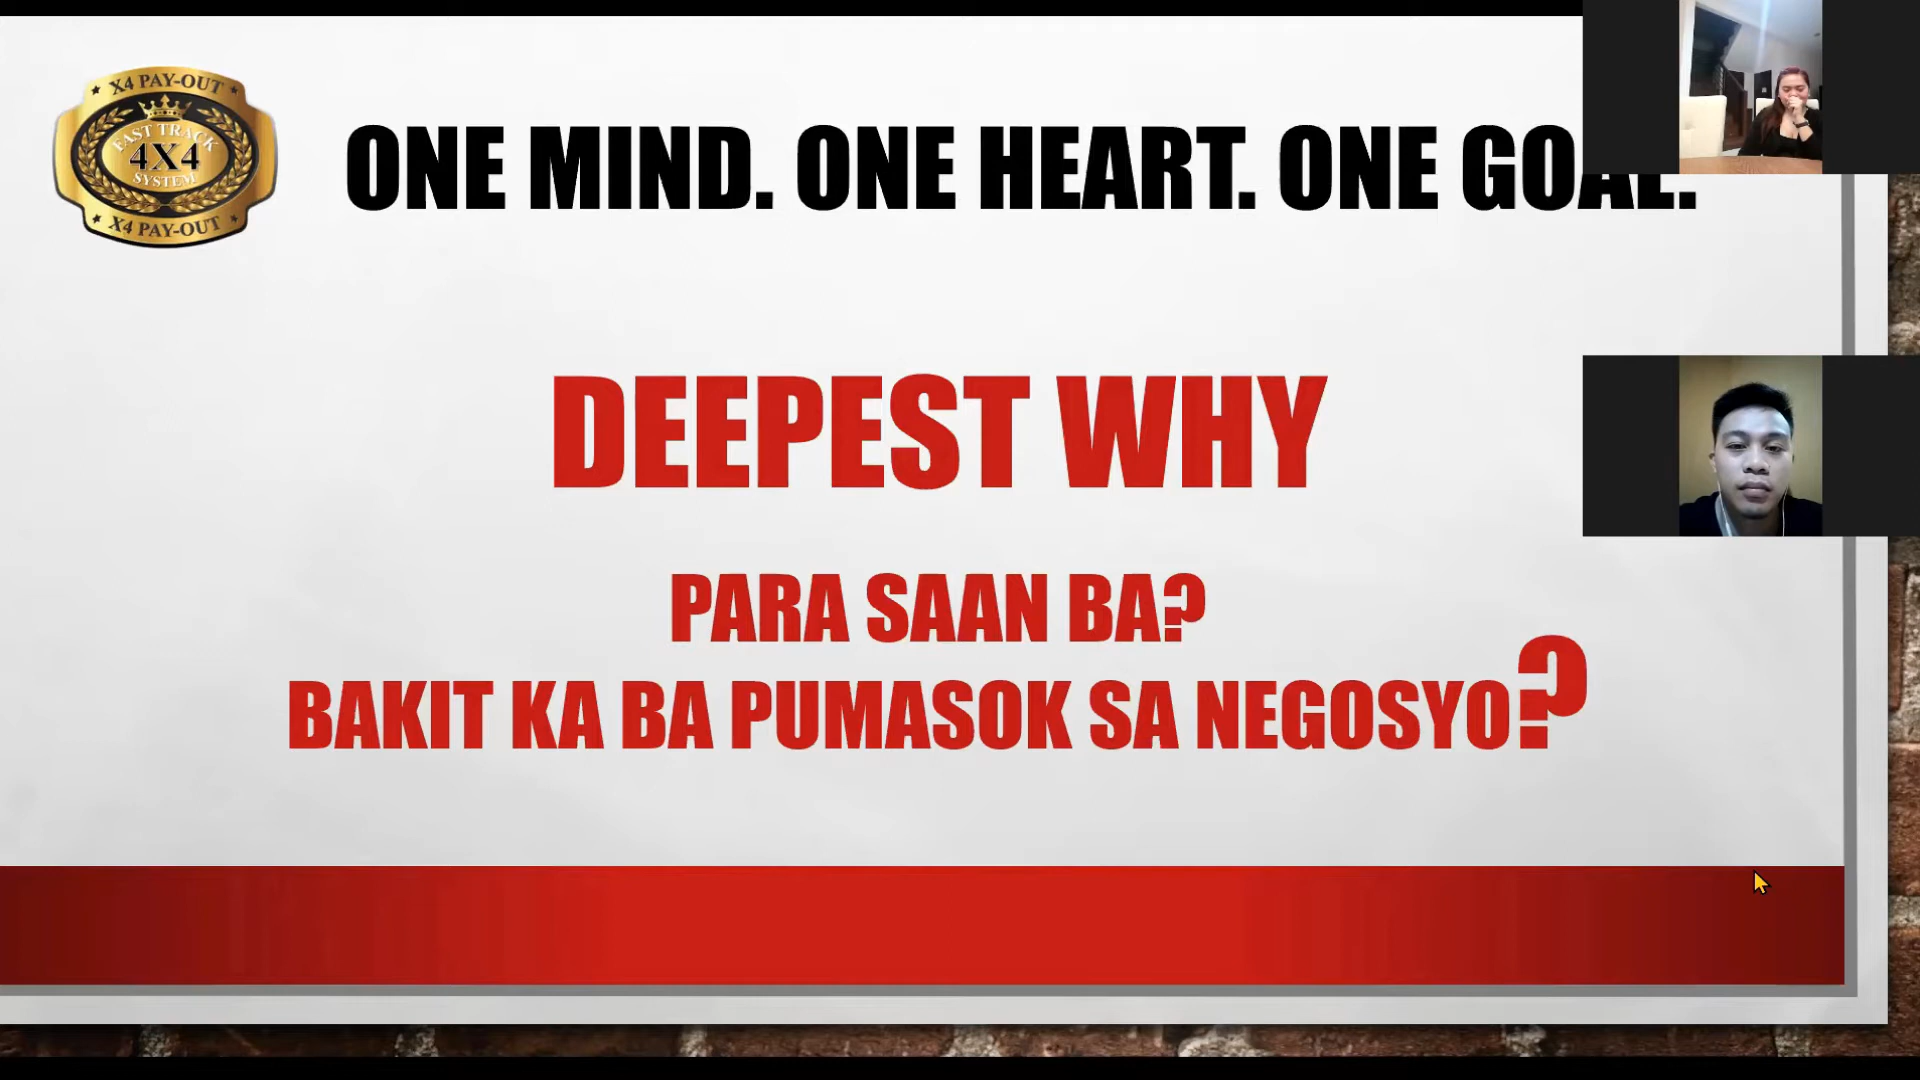 X4 PAY-OUT
FAST TRACK
4X4
SYSTEM
X4 PAY-OUT
ONE MIND. ONE HEART. ONE GOAL.
DEEPEST WHY
PARA SAAN BA?
BAKIT KA BA PUMASOK SA NEGOSYO?